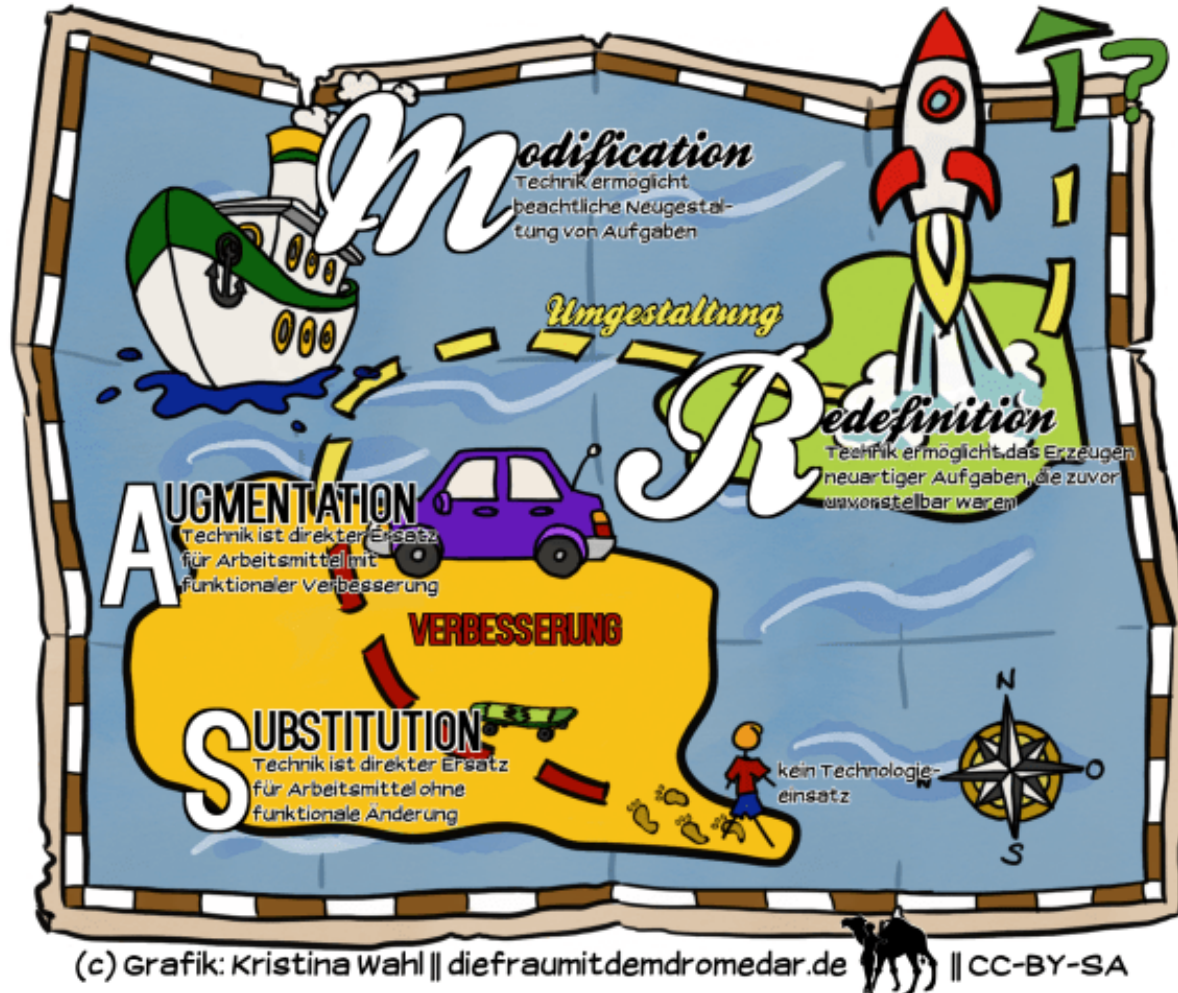 ?
Modification
Technik ermöglicht
beachtliche Neugestal-
tung von Aufgaben
Umgestaltung
Redefinition
Technik ermöglicht das Erzeugen
neuartiger Aufgaben, die zuvor
unvorstellbar waren
AUGMENTATION
Technik ist direkter Ersatz
für Arbeitsmittel mit
funktionaler Verbesserung
VERBESSERUNG
SUBSTITUTION
Technik ist direkter Ersatz
für Arbeitsmittel ohne
funktionale Änderung
kein Technologie-
einsatz
N
O
S
(c) Grafik: Kristina Wahl || diefraumitdemdromedar.de || CC-BY-SA